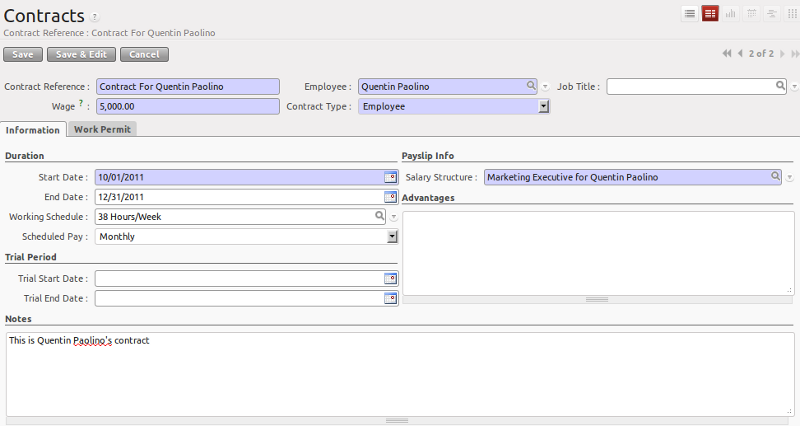 Contracts ?
Contract Reference : Contract For Quentin Paolino
Save Save & Edit Cancel 2 of 2
Contract Reference : Contract For Quentin Paolino Employee : Quentin Paolino Job Title :
Wage ? : 5,000.00 Contract Type : Employee
Information Work Permit
Duration Payslip Info
Start Date : 10/01/2011 Salary Structure : Marketing Executive for Quentin Paolino
End Date : 12/31/2011 Advantages
Working Schedule : 38 Hours/Week
Scheduled Pay : Monthly
Trial Period
Trial Start Date :
Trial End Date :
Notes
This is Quentin Paolino's contract